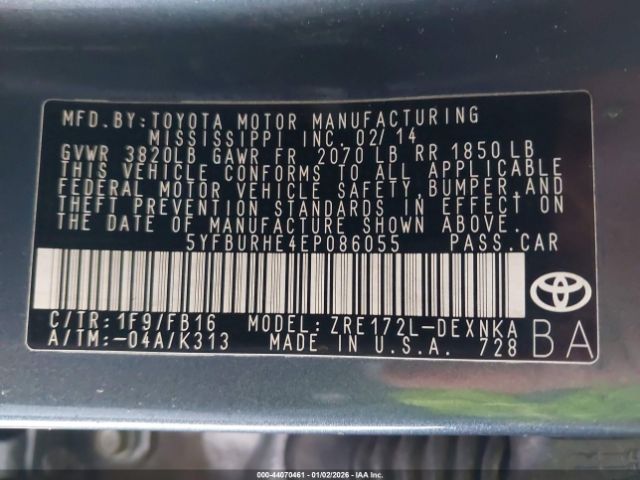 MFD.BY:TOYOTA MOTOR MANUFACTURING
MISSISSIPPI INC. 02/14
GVWR 3820LB GAWR FR 2070 LB RR 1850 LB
THIS VEHICLE CONFORMS TO ALL APPLICABLE
FEDERAL MOTOR VEHICLE SAFETY,BUMPER,AND
THEFT PREVENTION STANDARDS IN EFFECT ON
THE DATE OF MANUFACTURE SHOWN ABOVE.
5YFBURHE4EP086055 PASS.CAR
C/TR:1F9/FB16 MODEL:ZRE172L-DEXNKA
A/TM:-04A/K313 MADE IN U.S.A. 728
BA
000-44070461 - 01/02/2026 - IAA Inc.